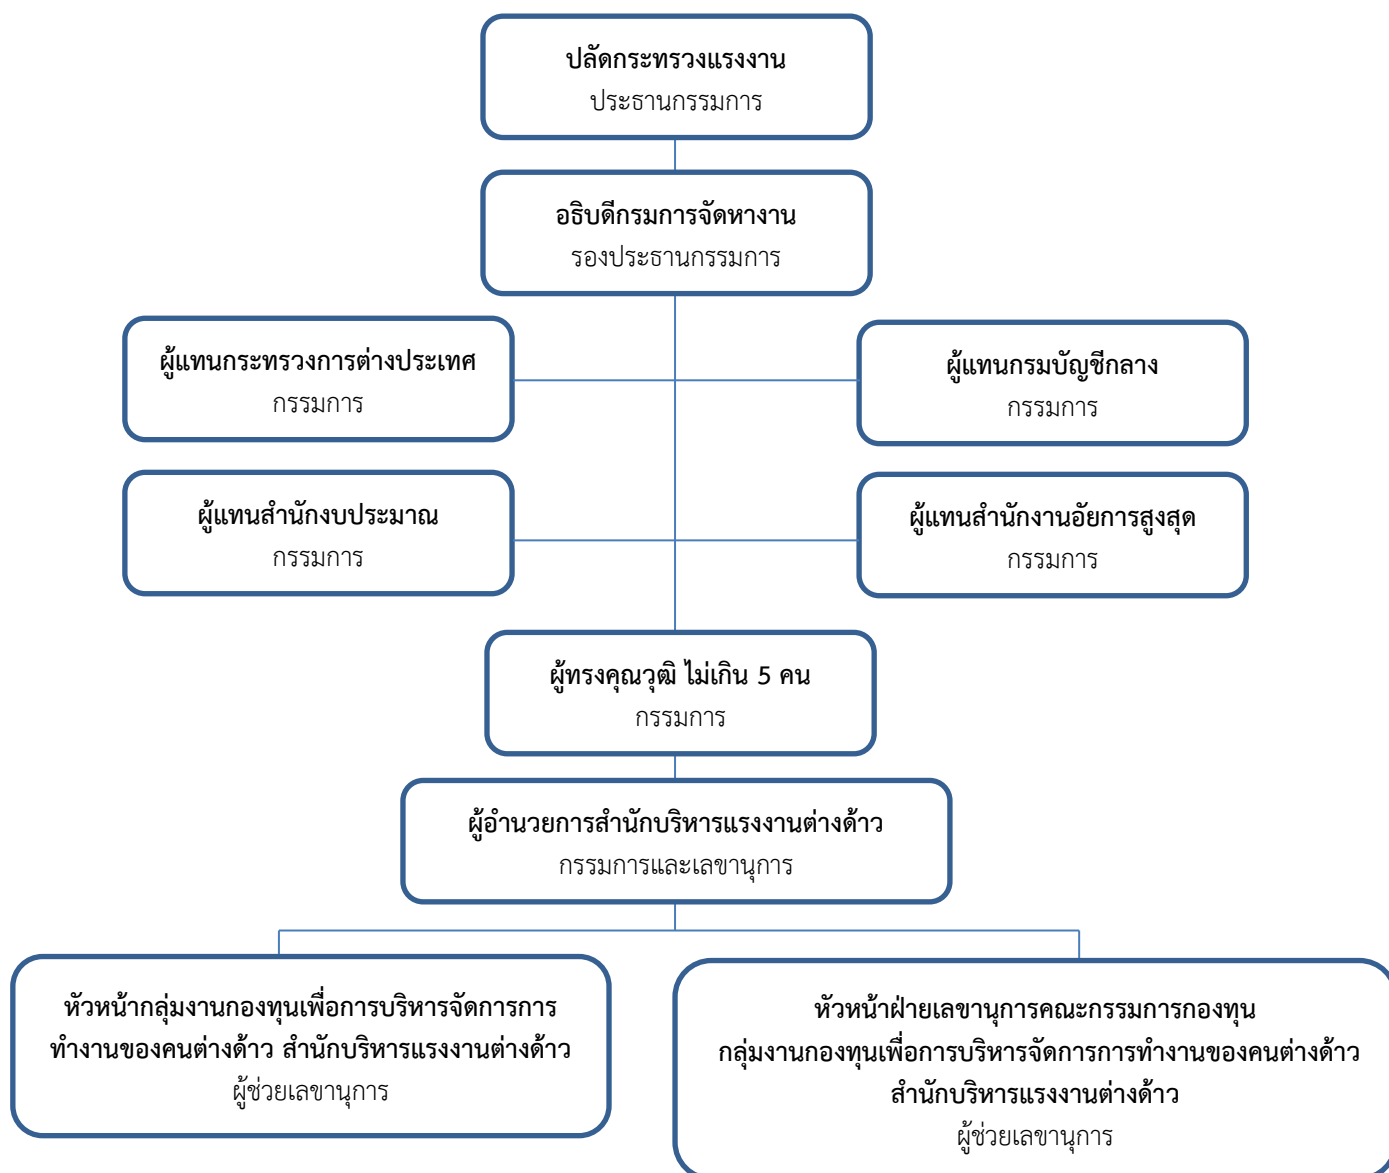 ปลัดกระทรวงแรงงาน
ประธานกรรมการ
อธิบดีกรมการจัดหางาน
รองประธานกรรมการ
ผู้แทนกระทรวงการต่างประเทศ
กรรมการ
ผู้แทนกรมบัญชีกลาง
กรรมการ
ผู้แทนสำนักงบประมาณ
กรรมการ
ผู้แทนสำนักงานอัยการสูงสุด
กรรมการ
ผู้ทรงคุณวุฒิ ไม่เกิน 5 คน
กรรมการ
ผู้อำนวยการสำนักบริหารแรงงานต่างด้าว
กรรมการและเลขานุการ
หัวหน้ากลุ่มงานกองทุนเพื่อการบริหารจัดการการ
ทำงานของคนต่างด้าว สำนักบริหารแรงงานต่างด้าว
ผู้ช่วยเลขานุการ
หัวหน้าฝ่ายเลขานุการคณะกรรมการกองทุน
กลุ่มงานกองทุนเพื่อการบริหารจัดการการทำงานของคนต่างด้าว
สำนักบริหารแรงงานต่างด้าว
ผู้ช่วยเลขานุการ